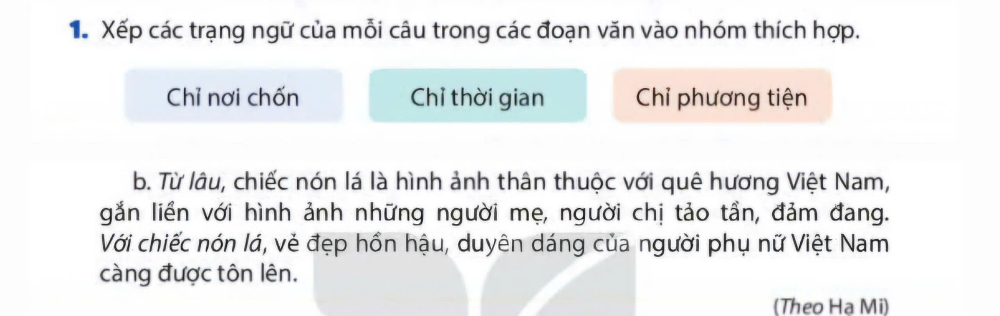 1. Xếp các trạng ngữ của mỗi câu trong các đoạn văn vào nhóm thích hợp.
Chỉ nơi chốn
Chỉ thời gian
Chỉ phương tiện
b. Từ lâu, chiếc nón lá là hình ảnh thân thuộc với quê hương Việt Nam,
gắn liền với hình ảnh những người mẹ, người chị tảo tần, đảm đang.
Với chiếc nón lá, vẻ đẹp hồn hậu, duyên dáng của người phụ nữ Việt Nam
càng được tôn lên.
(Theo Hạ Mi)